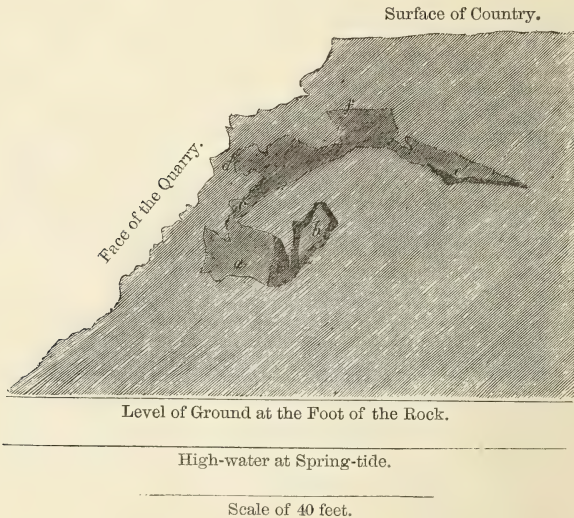 Surface of Country.
Face of the Quarry.
f
d
g
c
a
b
Level of Ground at the Foot of the Rock.
High-water at Spring-tide.
Scale of 40 feet.